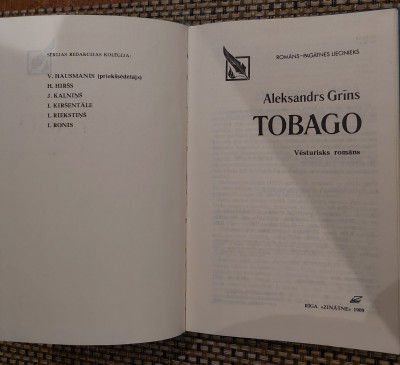 SĒRIJAS REDAKCIJAS KOLĒĢIJA:
V. HAUSMANIS (priekšsēdētājs)
H. HIRŠS
J. KALNIŅŠ
I. KIRŠENTĀLE
I. RIEKSTIŅŠ
I. RONIS
ROMĀNS–PAGĀTNES LIECINIEKS
Aleksandrs Grīns
TOBAGO
Vēsturisks romāns
RĪGA «ZINĀTNE» 1989